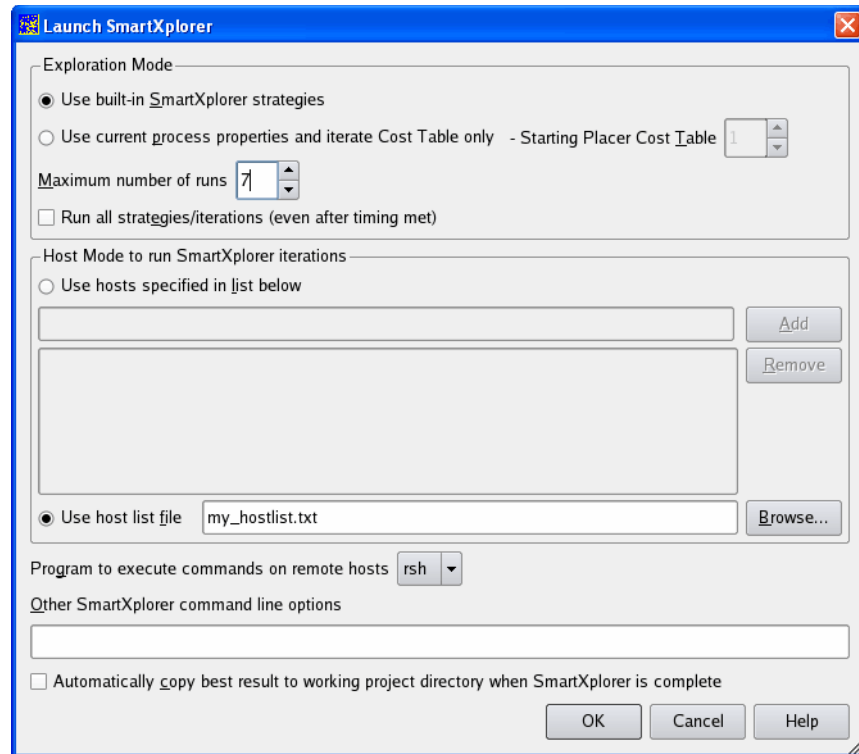 Launch SmartXplorer
Exploration Mode
Use built-in SmartXplorer strategies
Use current process properties and iterate Cost Table only - Starting Placer Cost Table 1
Maximum number of runs 7
Run all strategies/iterations (even after timing met)
Host Mode to run SmartXplorer iterations
Use hosts specified in list below
Add
Remove
Use host list file my_hostlist.txt Browse...
Program to execute commands on remote hosts rsh
Other SmartXplorer command line options
Automatically copy best result to working project directory when SmartXplorer is complete
OK Cancel Help